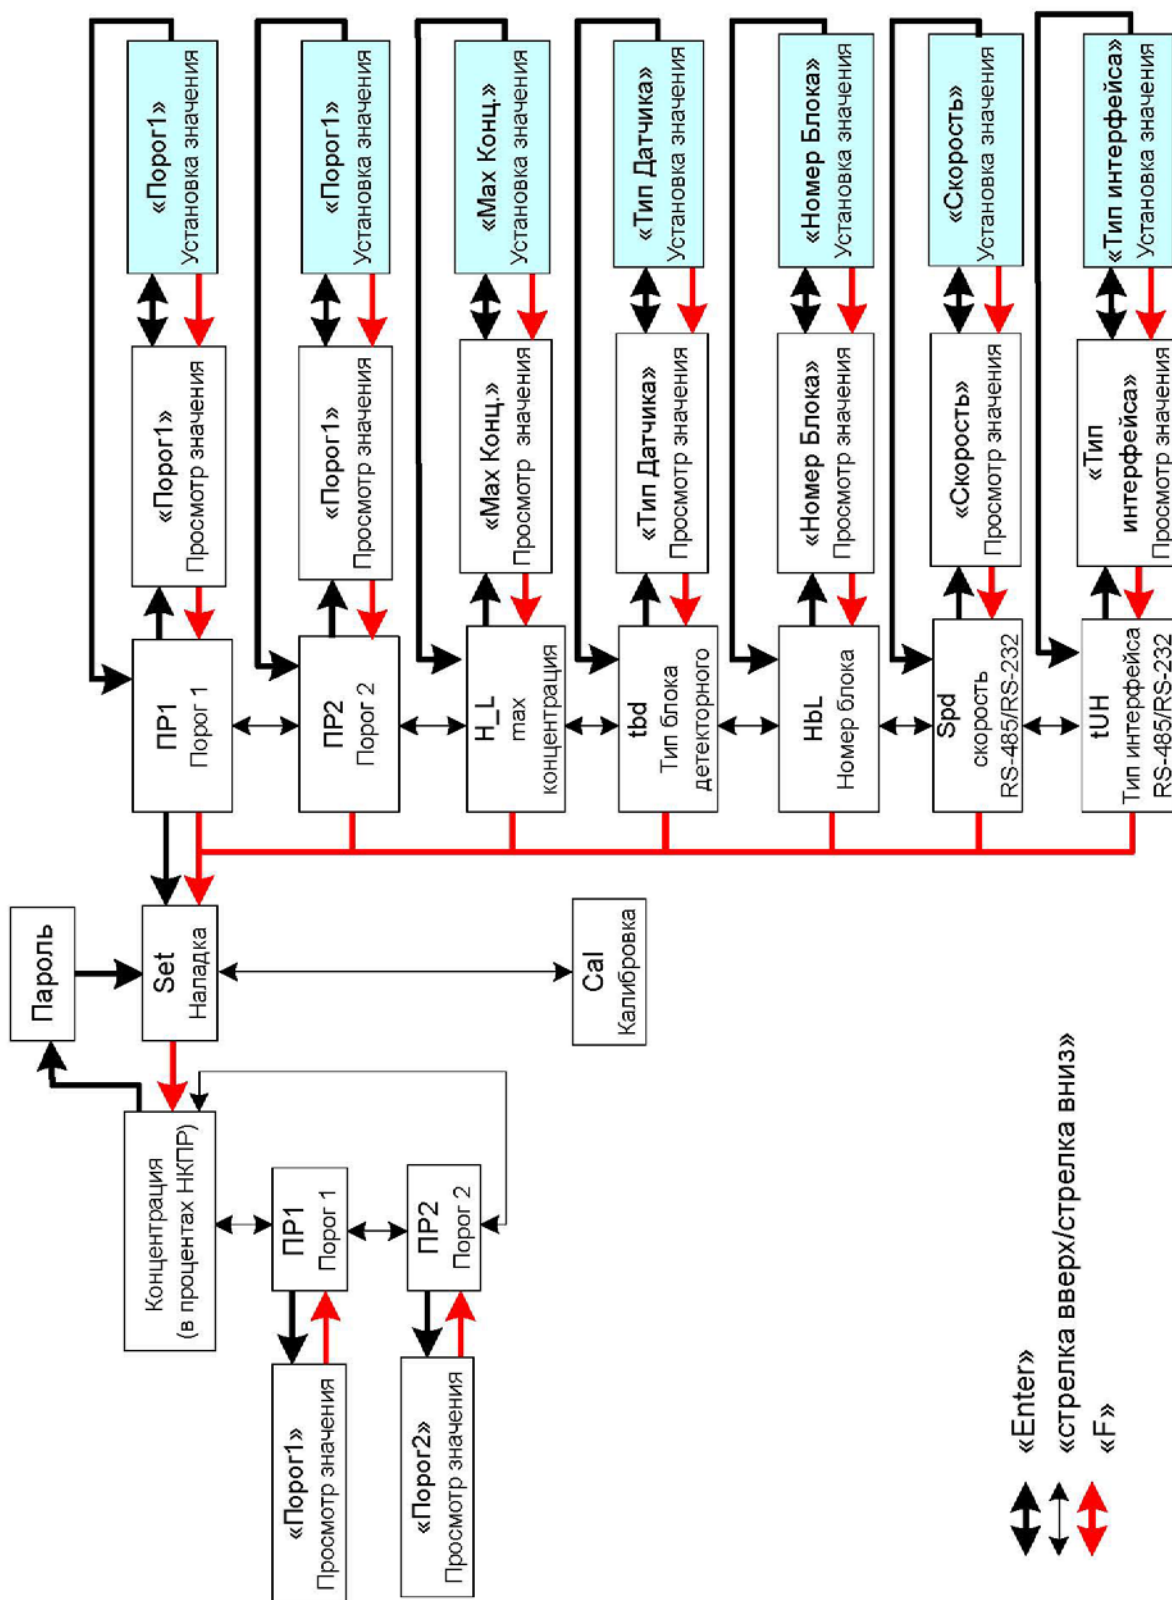 «Порог1»
Просмотр значения
«Порог2»
Просмотр значения
Концентрация
(в процентах НКПР)
ПР1
Порог 1
ПР2
Порог 2
Пароль
Set
Наладка
Cal
Калибровка
ПР1
Порог 1
«Порог1»
Просмотр значения
«Порог1»
Установка значения
ПР2
Порог 2
«Порог1»
Просмотр значения
«Порог1»
Установка значения
H_L
max
концентрация
«Max Конц.»
Просмотр значения
«Max Конц.»
Установка значения
tbd
Тип блока
детекторного
«Тип Датчика»
Просмотр значения
«Тип Датчика»
Установка значения
HbL
Номер блока
«Номер Блока»
Просмотр значения
«Номер Блока»
Установка значения
Spd
скорость
RS-485/RS-232
«Скорость»
Просмотр значения
«Скорость»
Установка значения
tUH
Тип интерфейса
RS-485/RS-232
«Тип
интерфейса»
Просмотр значения
«Тип интерфейса»
Установка значения
«Enter»
«стрелка вверх/стрелка вниз»
«F»